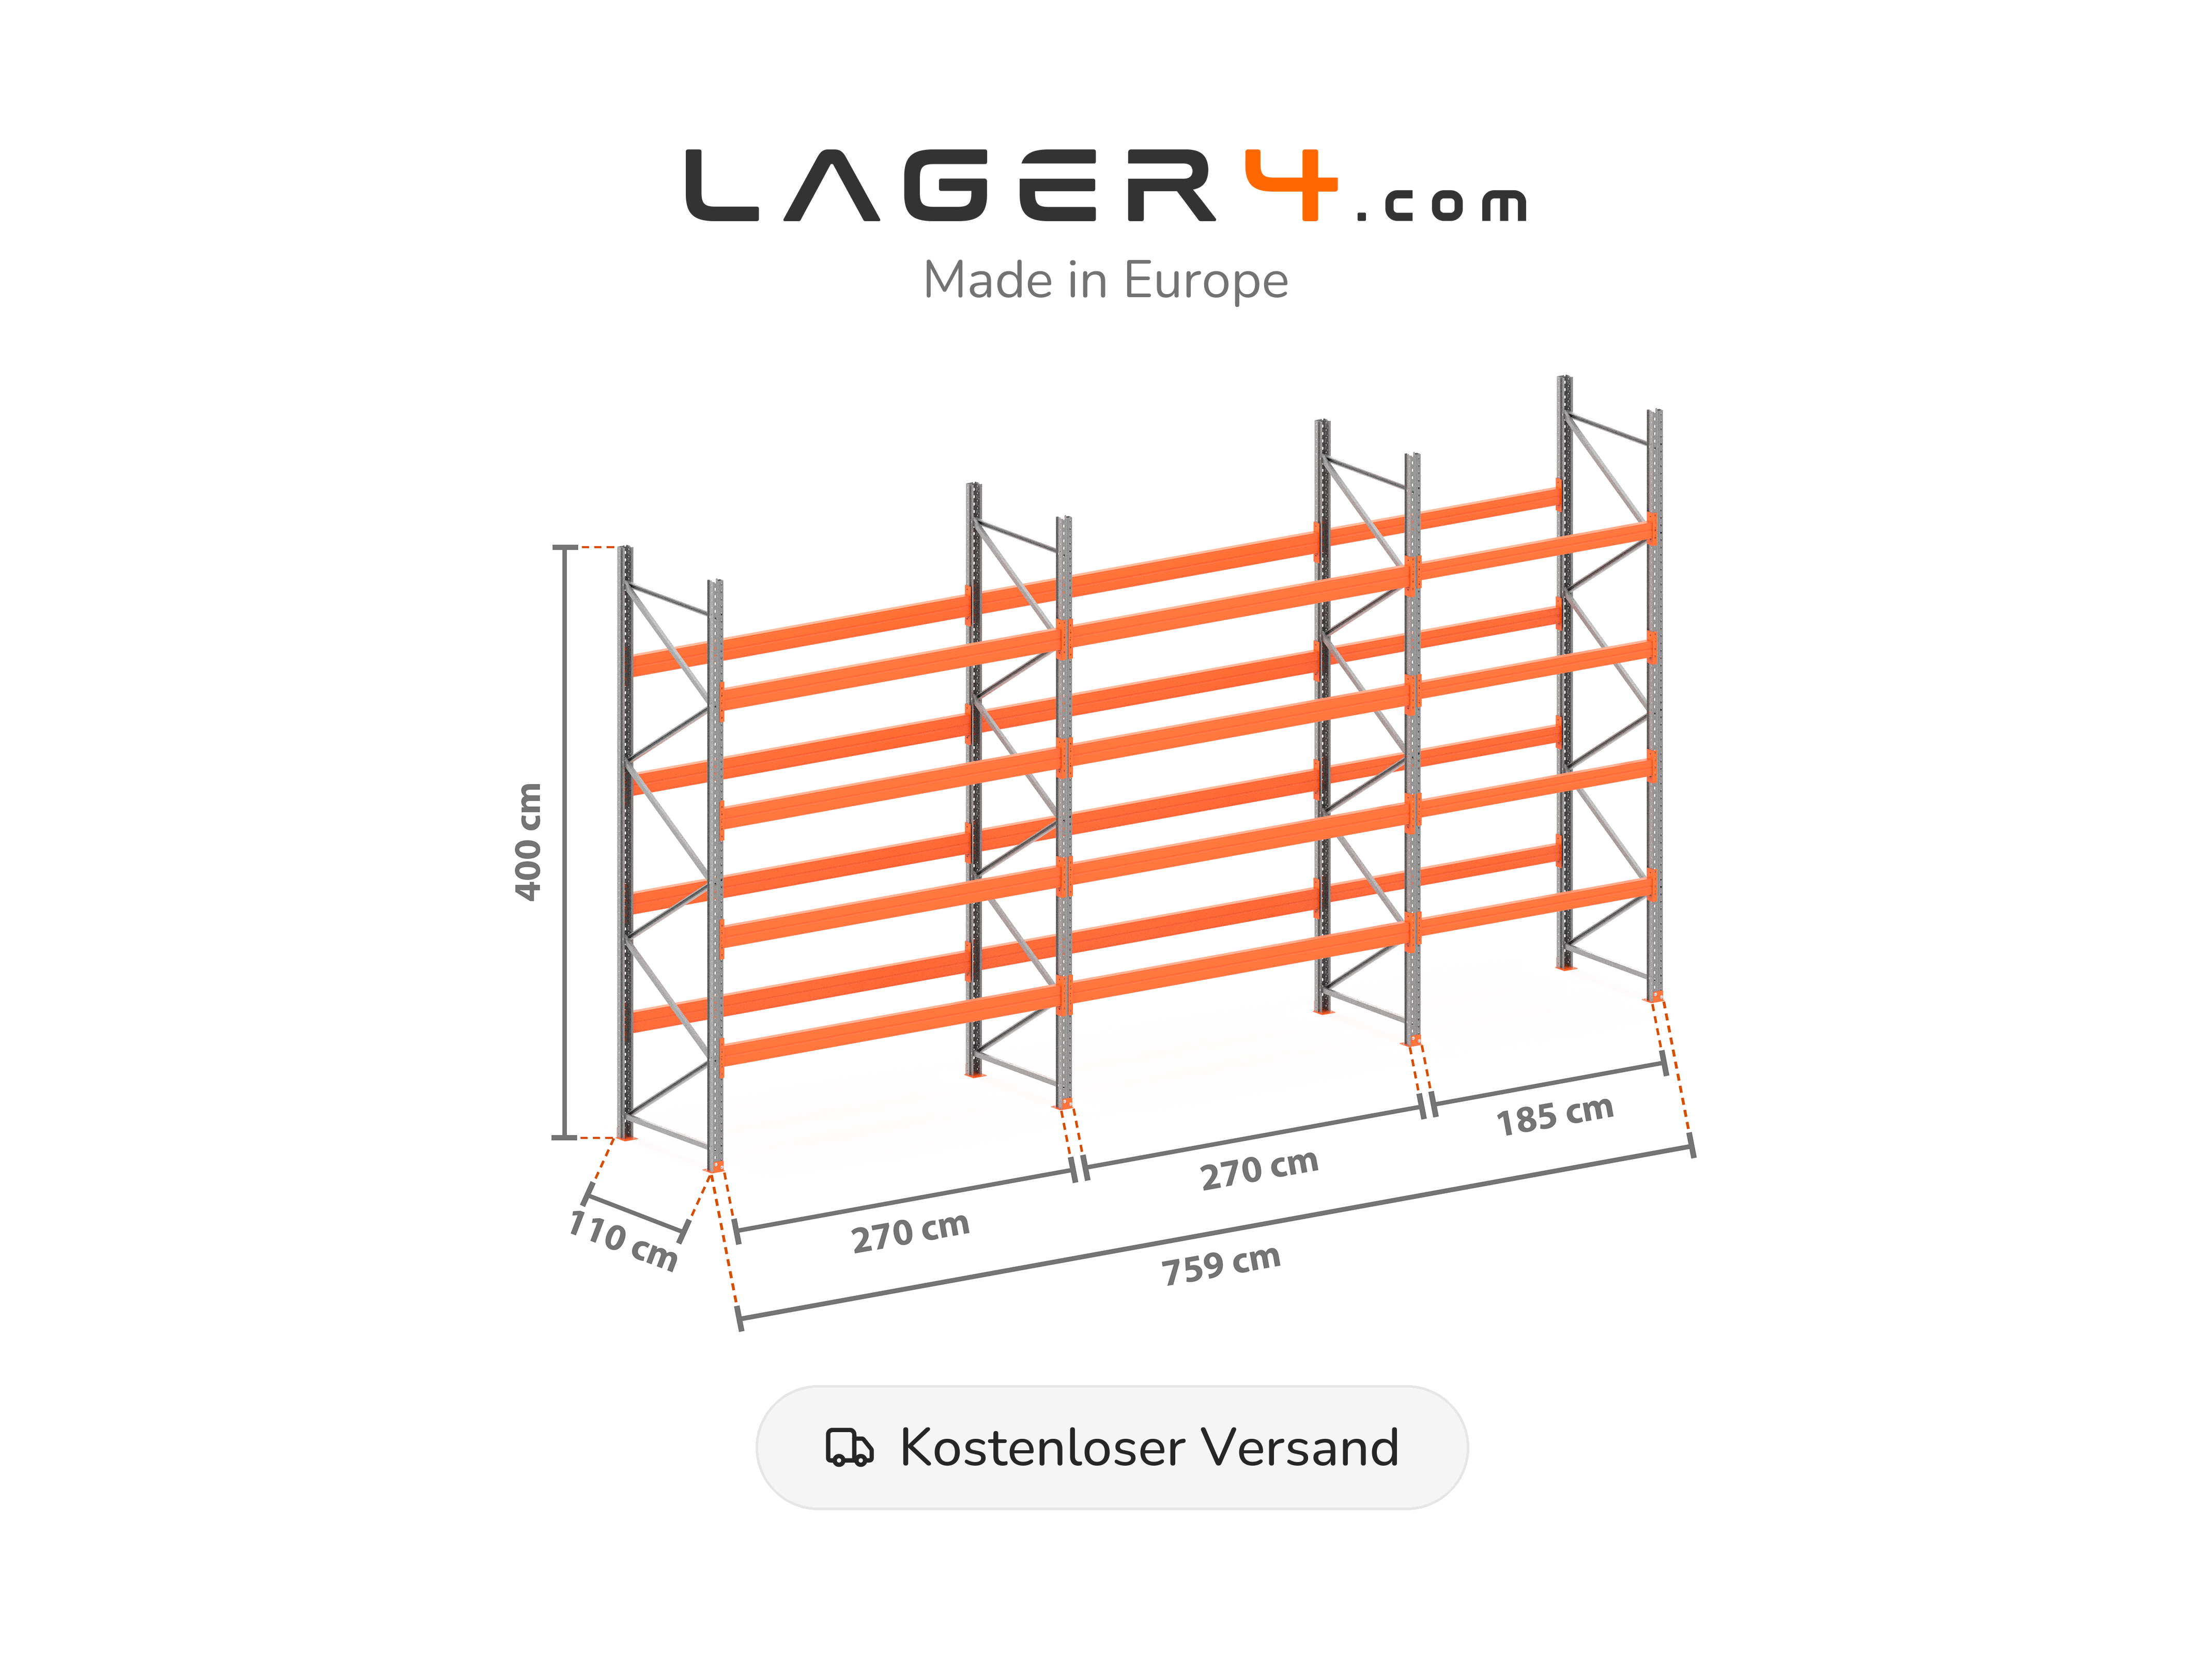 LAGER4.com
Made in Europe
400 cm
110 cm
270 cm
270 cm
185 cm
759 cm
Kostenloser Versand